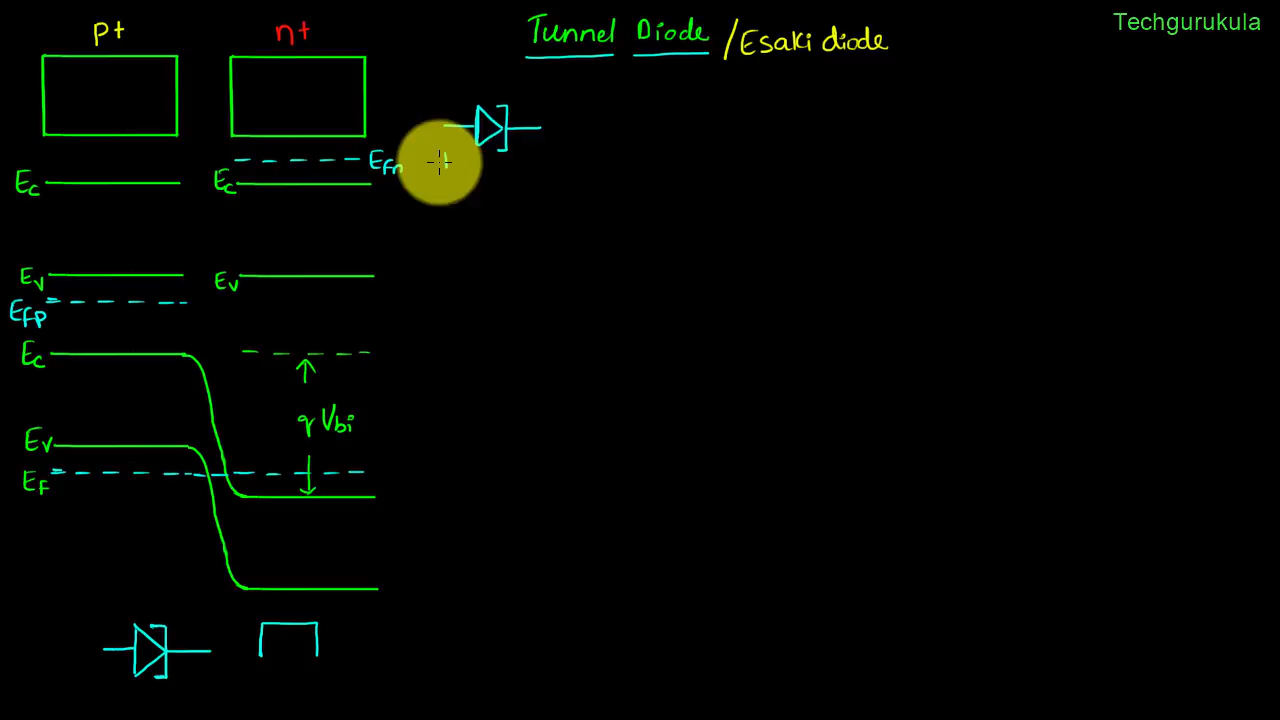 Techgurukula
Tunnel Diode /Esaki diode
p+ n+
EFn
Ec Ec
Ev Ev
EFp
Ec
qVbi
Ev
EF